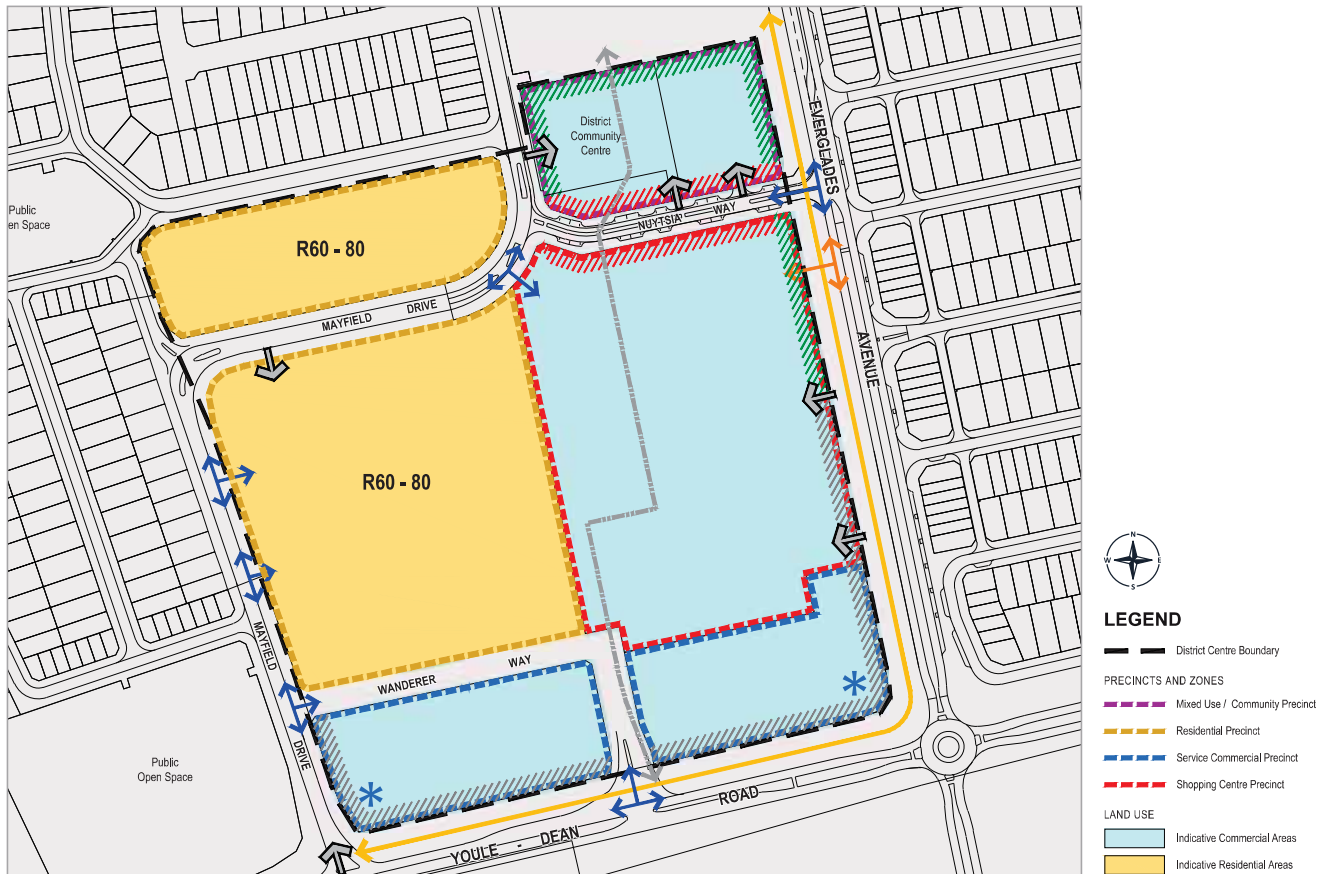 District
Community
Centre
EVERGLADES
NUYTSIA WAY
Public
en Space
R60 - 80
MAYFIELD DRIVE
AVENUE
R60 - 80
MAYFIELD
DRIVE
WANDERER WAY
Public
Open Space
YOULE - DEAN ROAD
N
W E
S
LEGEND
District Centre Boundary
PRECINCTS AND ZONES
Mixed Use / Community Precinct
Residential Precinct
Service Commercial Precinct
Shopping Centre Precinct
LAND USE
Indicative Commercial Areas
Indicative Residential Areas